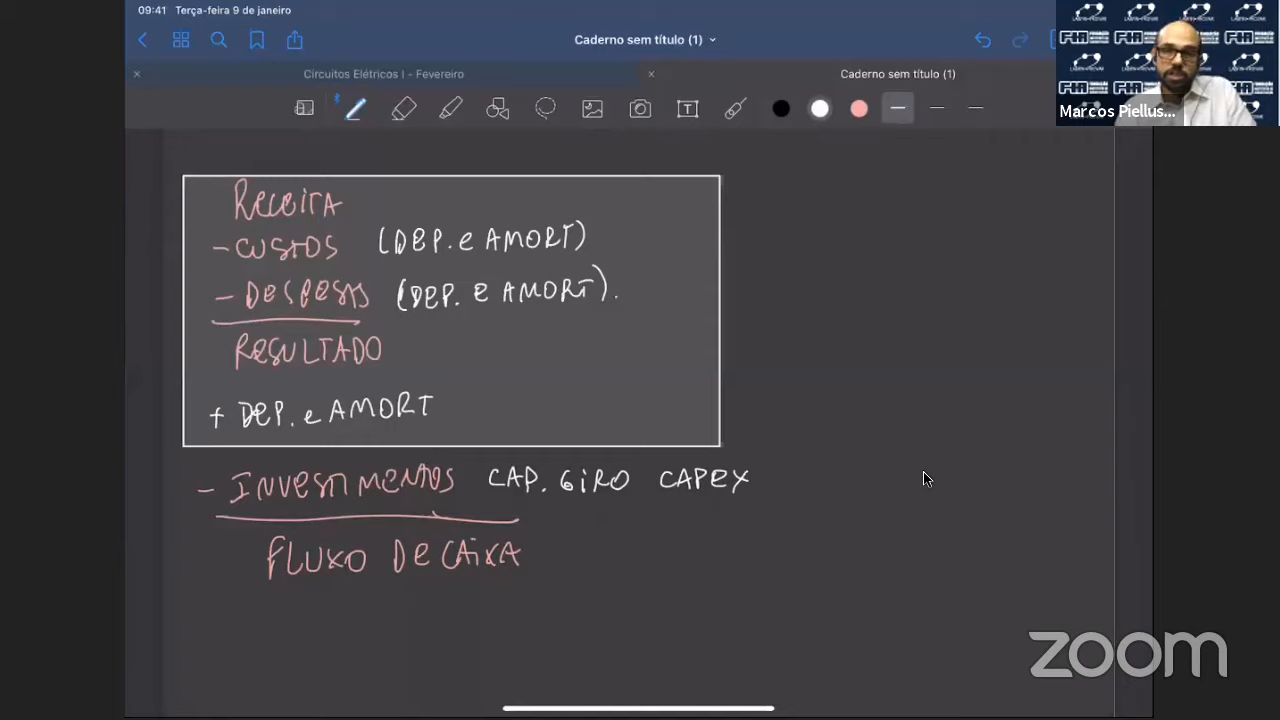 09:41 Terça-feira 9 de janeiro
Caderno sem título (1)
Circuitos Elétricos I - Fevereiro
Caderno sem título (1)
Marcos Piellus...
RECEITA
- CUSTOS (DEP. e AMORT)
- DESPESAS (DEP. E AMORT).
RESULTADO
+ DEP. e AMORT
- INVESTIMENTOS CAP. GIRO CAPEX
FLUXO DE CAIXA
zoom